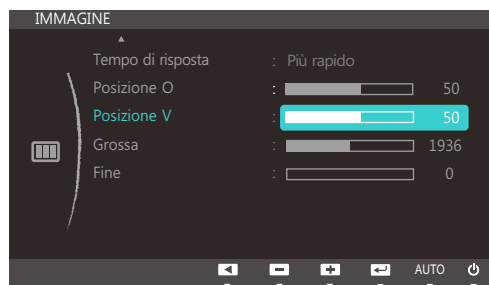 IMMAGINE
Tempo di risposta : Più rapido
Posizione O : 50
Posizione V : 50
Grossa : 1936
Fine : 0
AUTO